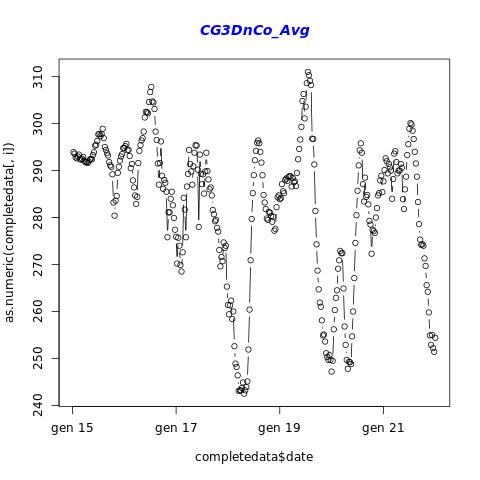 CG3DnCo_Avg
as.numeric(completedata[, i])
310
300
290
280
270
260
250
240
gen 15
gen 17
gen 19
gen 21
completedata$date